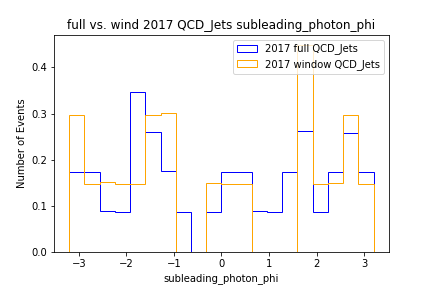 full vs. wind 2017 QCD_Jets subleading_photon_phi
2017 full QCD_Jets
2017 window QCD_Jets
Number of Events
0.4
0.3
0.2
0.1
0.0
−3 −2 −1 0 1 2 3
subleading_photon_phi